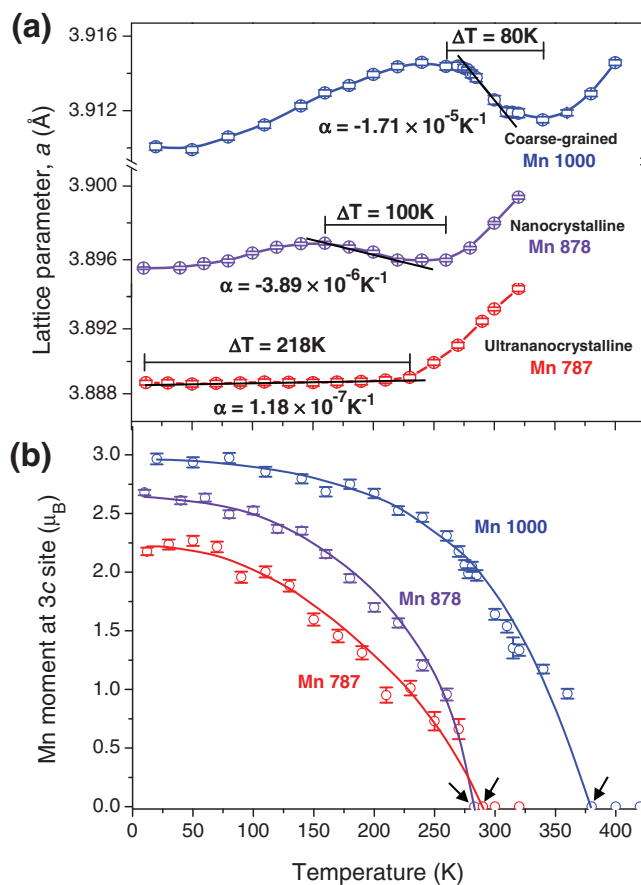 (a)
3.916
3.912
3.900
3.896
3.892
3.888
Lattice parameter, a (Å)
ΔT = 80K
α = -1.71 × 10⁻⁵K⁻¹
Coarse-grained
Mn 1000
ΔT = 100K
Nanocrystalline
Mn 878
α = -3.89 × 10⁻⁶K⁻¹
ΔT = 218K
Ultrananocrystalline
Mn 787
α = 1.18 × 10⁻⁷K⁻¹
(b)
3.0
2.5
2.0
1.5
1.0
0.5
0.0
Mn moment at 3c site (μ_B)
Mn 1000
Mn 878
Mn 787
0 50 100 150 200 250 300 350 400
Temperature (K)